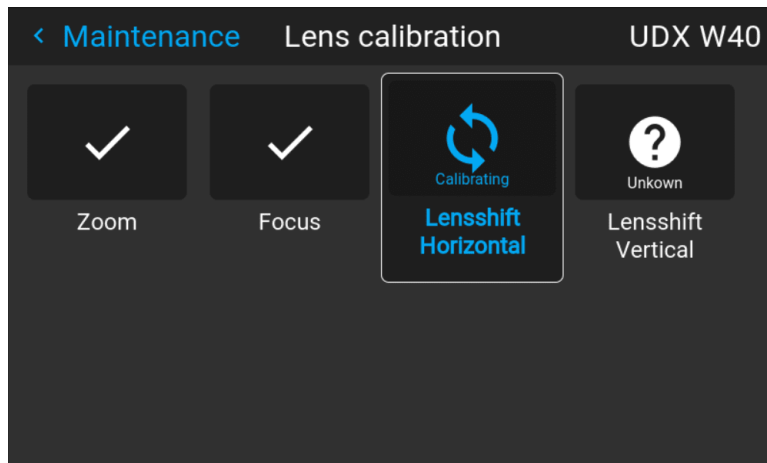 < Maintenance Lens calibration UDX W40
Calibrating
?
Unkown
Zoom
Focus
Lensshift
Horizontal
Lensshift
Vertical